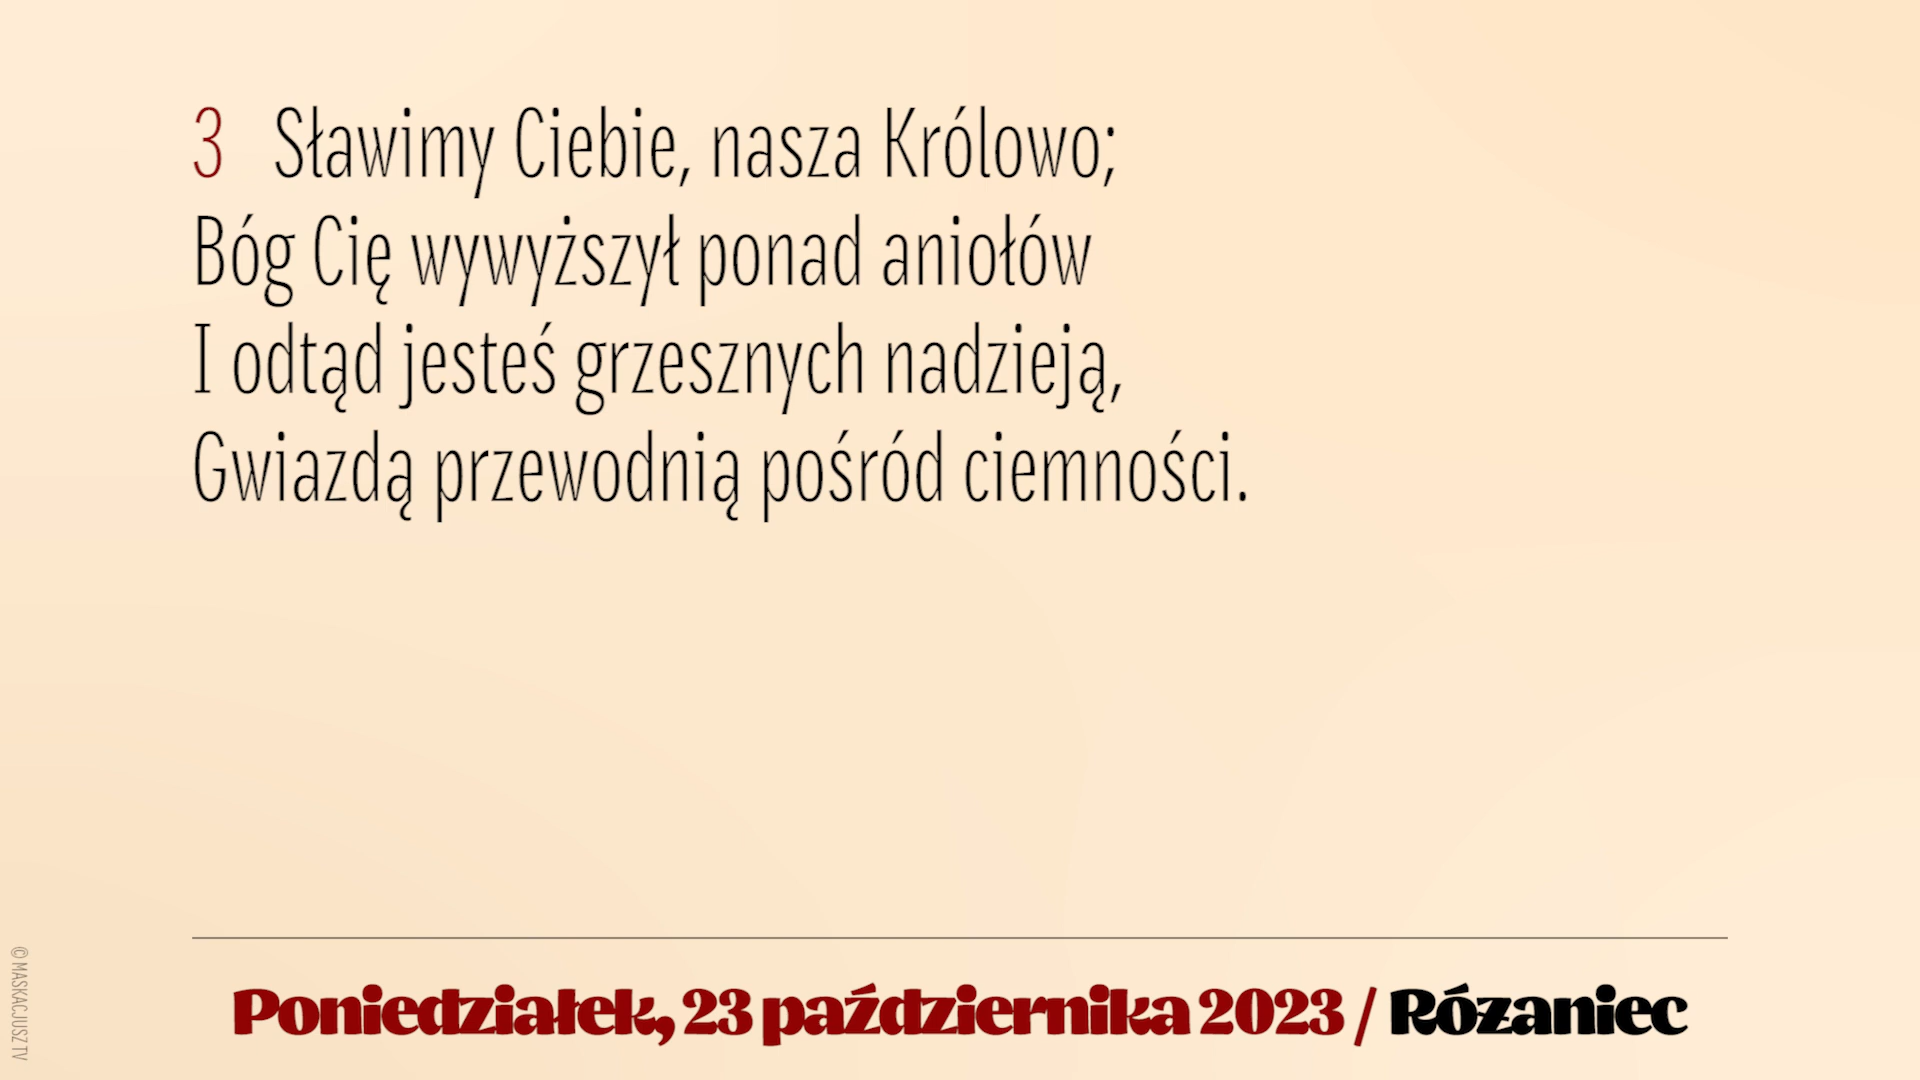 3 Sławimy Ciebie, nasza Królowo;
Bóg Cię wywyższył ponad aniołów
I odtąd jesteś grzesznych nadzieją,
Gwiazdą przewodnią pośród ciemności.
Poniedziałek, 23 października 2023 / Różaniec
© MASKACJUSZ TV